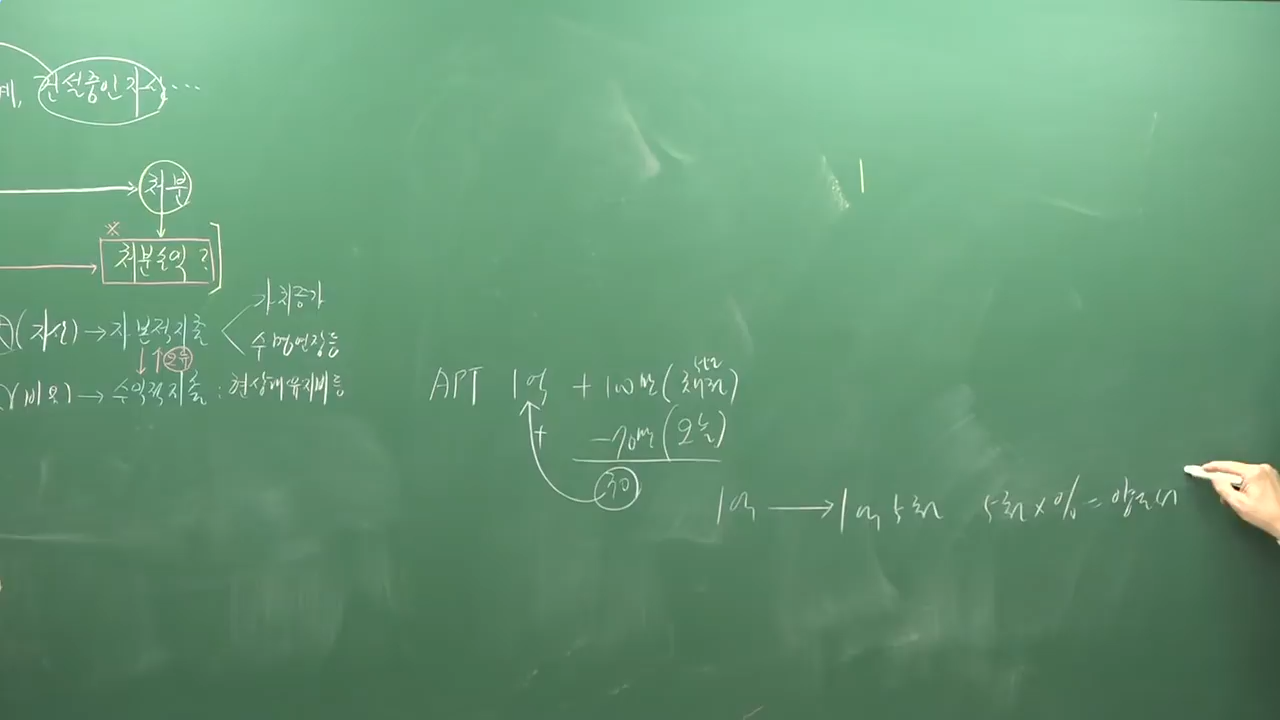 건설중인자산...
처분
※
처분손익 ?
(자산) → 자본적지출 < 가치증가
수명연장등
오류
(비용) → 수익적지출 : 현상태유지비등
APT 1억 + 100만(채권)
-70만(오늘)
+
30
1억 → 1억 5천 5천 × % = 양도세